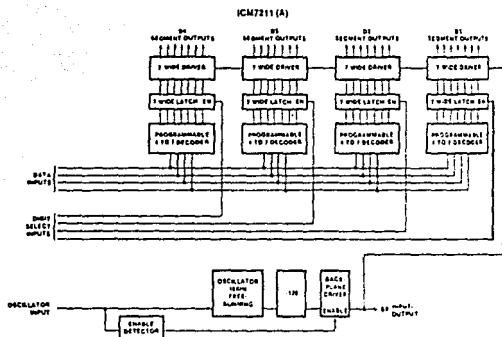 ICM7211 (A)
D4 SEGMENT OUTPUTS
D3 SEGMENT OUTPUTS
D2 SEGMENT OUTPUTS
D1 SEGMENT OUTPUTS
7 WIDE DRIVER
7 WIDE DRIVER
7 WIDE DRIVER
7 WIDE DRIVER
7 WIDE LATCH EN
7 WIDE LATCH EN
7 WIDE LATCH EN
7 WIDE LATCH EN
PROGRAMMABLE
4 TO 7 DECODER
PROGRAMMABLE
4 TO 7 DECODER
PROGRAMMABLE
4 TO 7 DECODER
PROGRAMMABLE
4 TO 7 DECODER
DATA
INPUTS
DIGIT
SELECT
INPUTS
OSCILLATOR
INPUT
OSCILLATOR
FREE-
RUNNING
BACK
PLANE
DRIVER
ENABLE
BP INPUT-
OUTPUT
ENABLE
DETECTOR